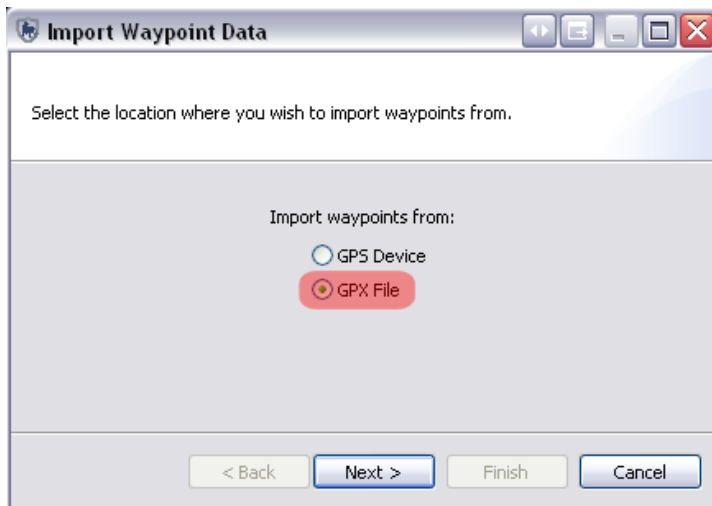 Import Waypoint Data
Select the location where you wish to import waypoints from.
Import waypoints from:
GPS Device
GPX File
< Back Next > Finish Cancel